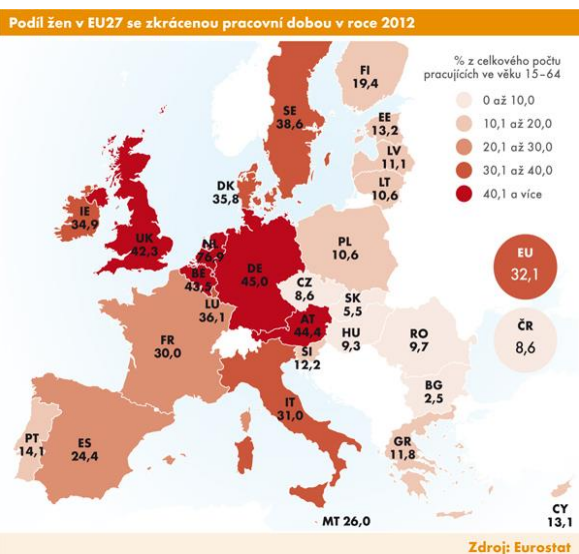 Podíl žen v EU27 se zkrácenou pracovní dobou v roce 2012
% z celkového počtu
pracujících ve věku 15–64
0 až 10,0
10,1 až 20,0
20,1 až 30,0
30,1 až 40,0
40,1 a více
FI
19,4
SE
38,6
EE
13,2
LV
11,1
LT
10,6
DK
35,8
IE
34,9
UK
42,3
NL
76,9
BE
43,5
DE
45,0
PL
10,6
EU
32,1
CZ
8,6
LU
36,1
SK
5,5
AT
44,4
HU
9,3
RO
9,7
ČR
8,6
FR
30,0
SI
12,2
BG
2,5
IT
31,0
PT
14,1
ES
24,4
GR
11,8
MT 26,0
CY
13,1
Zdroj: Eurostat